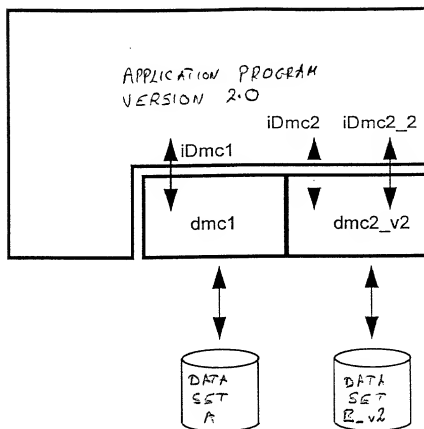 APPLICATION PROGRAM
VERSION 2.0
iDmc1
iDmc2
iDmc2_2
dmc1
dmc2_v2
DATA
SET
A
DATA
SET
B_v2